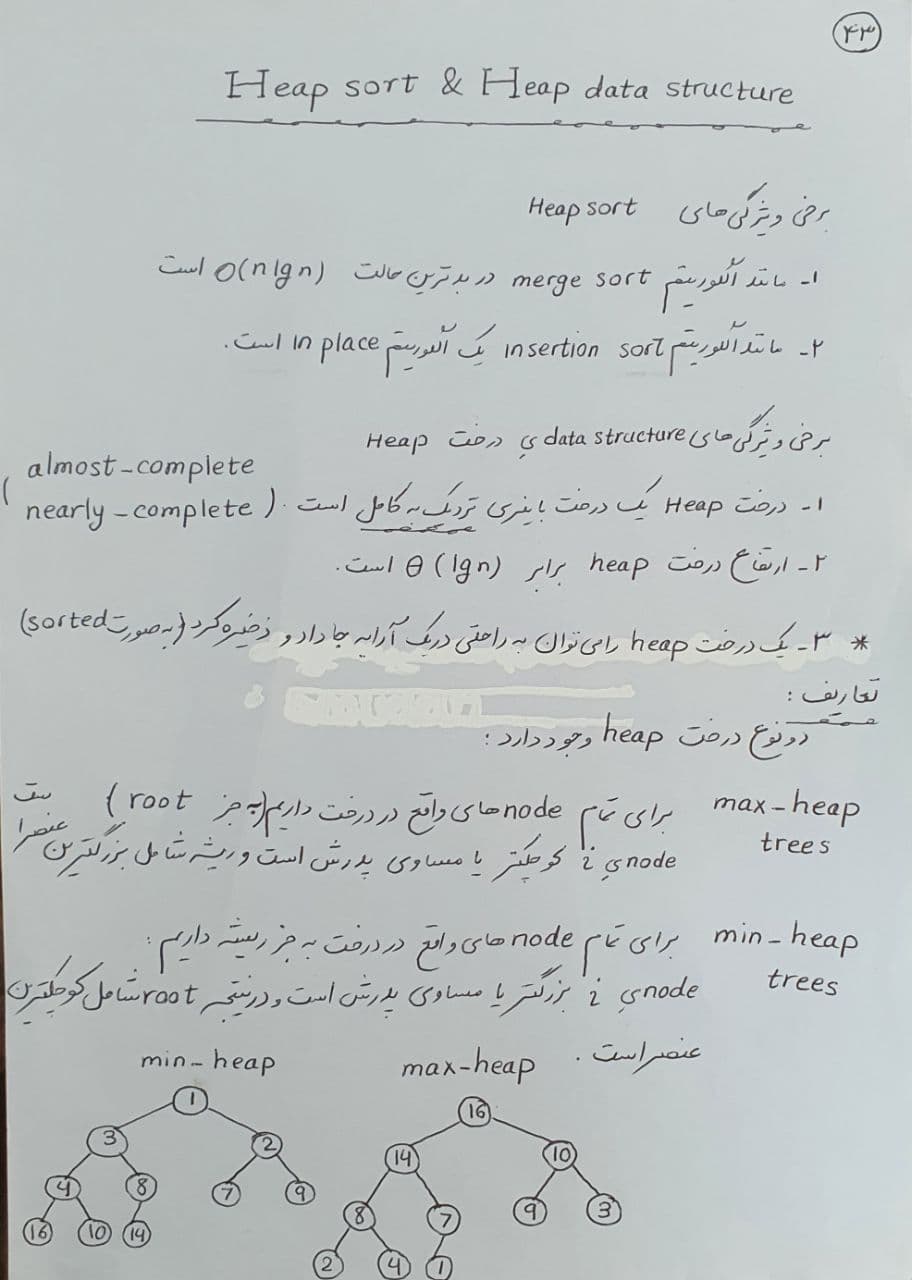 ۴۳
Heap sort & Heap data structure
برخی ویژگی‌های Heap sort
۱- مانند الگوریتم merge sort در بدترین حالت O(nlgn) است
۲- مانند الگوریتم insertion sort یک الگوریتم in place است.
برخی ویژگی‌های data structure ی درخت Heap
۱- درخت Heap یک درخت باینری نزدیک به کامل است. (almost-complete
nearly-complete)
۲- ارتفاع درخت heap برابر θ(lgn) است.
* ۳- یک درخت heap را می‌توان به راحتی در یک آرایه جا داد و ذخیره کرد (به صورت sorted)
تعاریف:
دو نوع درخت heap وجود دارد:
max-heap برای تمام node های واقع در درخت داریم (به جز root)
trees node ی i کوچکتر یا مساوی پدرش است و ریشه شامل بزرگترین عنصر است
min-heap برای تمام node های واقع در درخت به جز ریشه داریم:
trees node ی i بزرگتر یا مساوی پدرش است و در نتیجه root شامل کوچکترین
عنصر است.
max-heap
16
14 10
8 7 9 3
2 4 1
min-heap
1
3 2
4 8 7 9
16 10 14